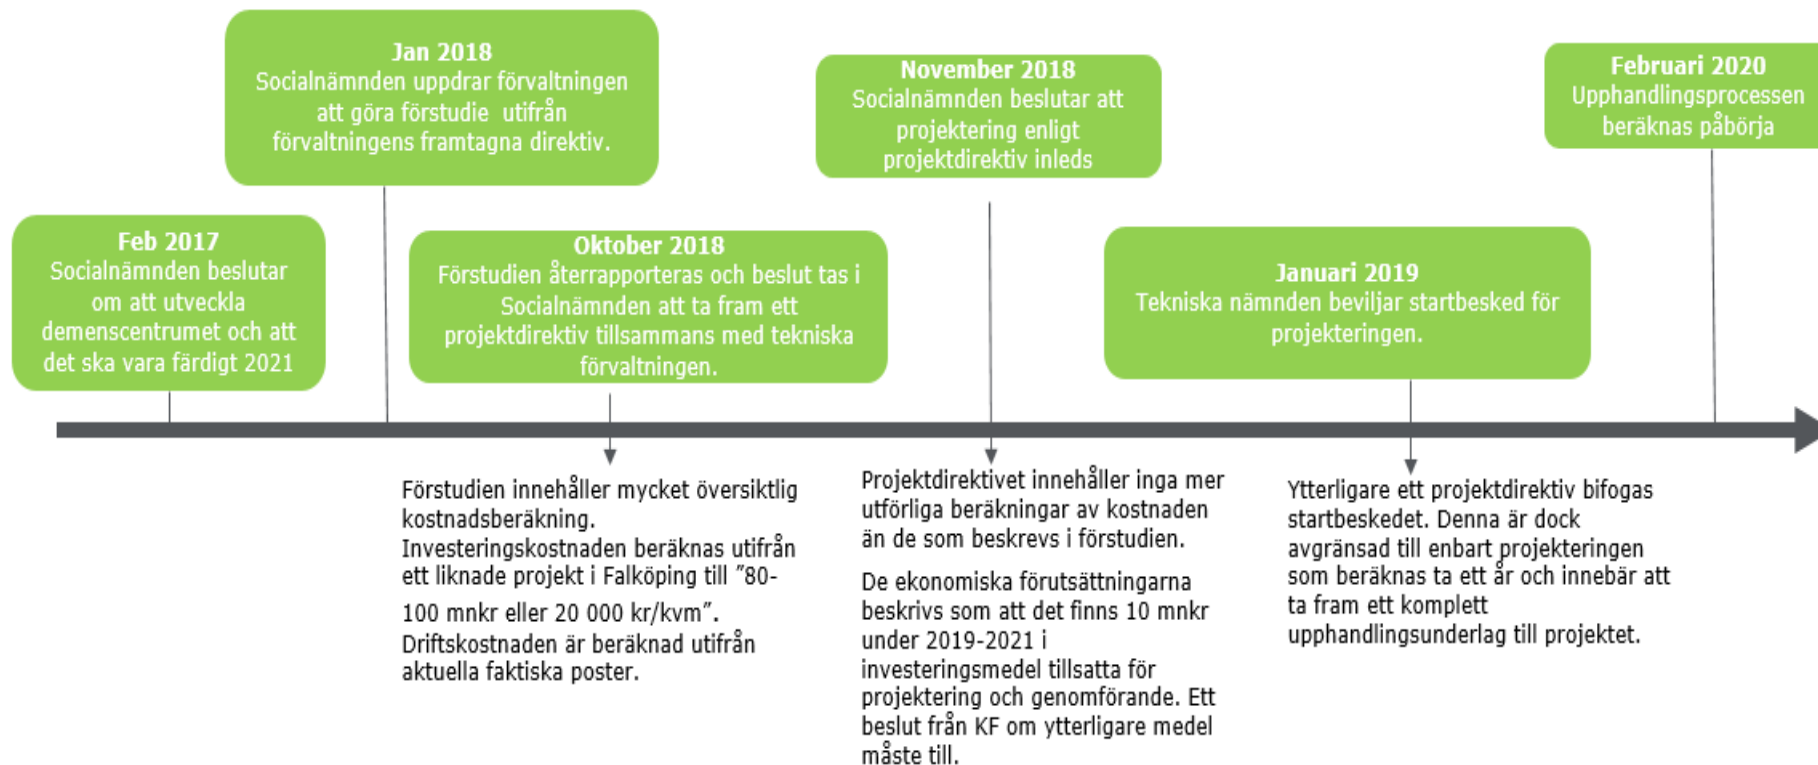 Jan 2018
Socialnämnden uppdrar förvaltningen
att göra förstudie utifrån
förvaltningens framtagna direktiv.
November 2018
Socialnämnden beslutar att
projektering enligt
projektdirektiv inleds
Februari 2020
Upphandlingsprocessen
beräknas påbörja
Feb 2017
Socialnämnden beslutar
om att utveckla
demenscentrumet och att
det ska vara färdigt 2021
Oktober 2018
Förstudien återrapporteras och beslut tas i
Socialnämnden att ta fram ett
projektdirektiv tillsammans med tekniska
förvaltningen.
Januari 2019
Tekniska nämnden beviljar startbesked för
projekteringen.
Förstudien innehåller mycket översiktlig
kostnadsberäkning.
Investeringskostnaden beräknas utifrån
ett liknade projekt i Falköping till ”80-
100 mnkr eller 20 000 kr/kvm”.
Driftskostnaden är beräknad utifrån
aktuella faktiska poster.
Projektdirektivet innehåller inga mer
utförliga beräkningar av kostnaden
än de som beskrevs i förstudien.
De ekonomiska förutsättningarna
beskrivs som att det finns 10 mnkr
under 2019-2021 i
investeringsmedel tillsatta för
projektering och genomförande. Ett
beslut från KF om ytterligare medel
måste till.
Ytterligare ett projektdirektiv bifogas
startbeskedet. Denna är dock
avgränsad till enbart projekteringen
som beräknas ta ett år och innebär att
ta fram ett komplett
upphandlingsunderlag till projektet.